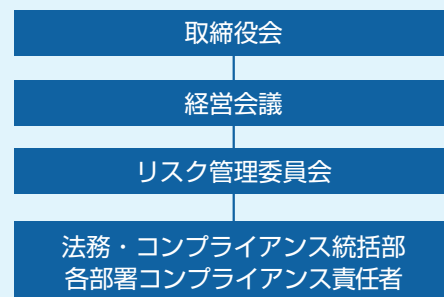 取締役会
経営会議
リスク管理委員会
法務・コンプライアンス統括部
各部署コンプライアンス責任者